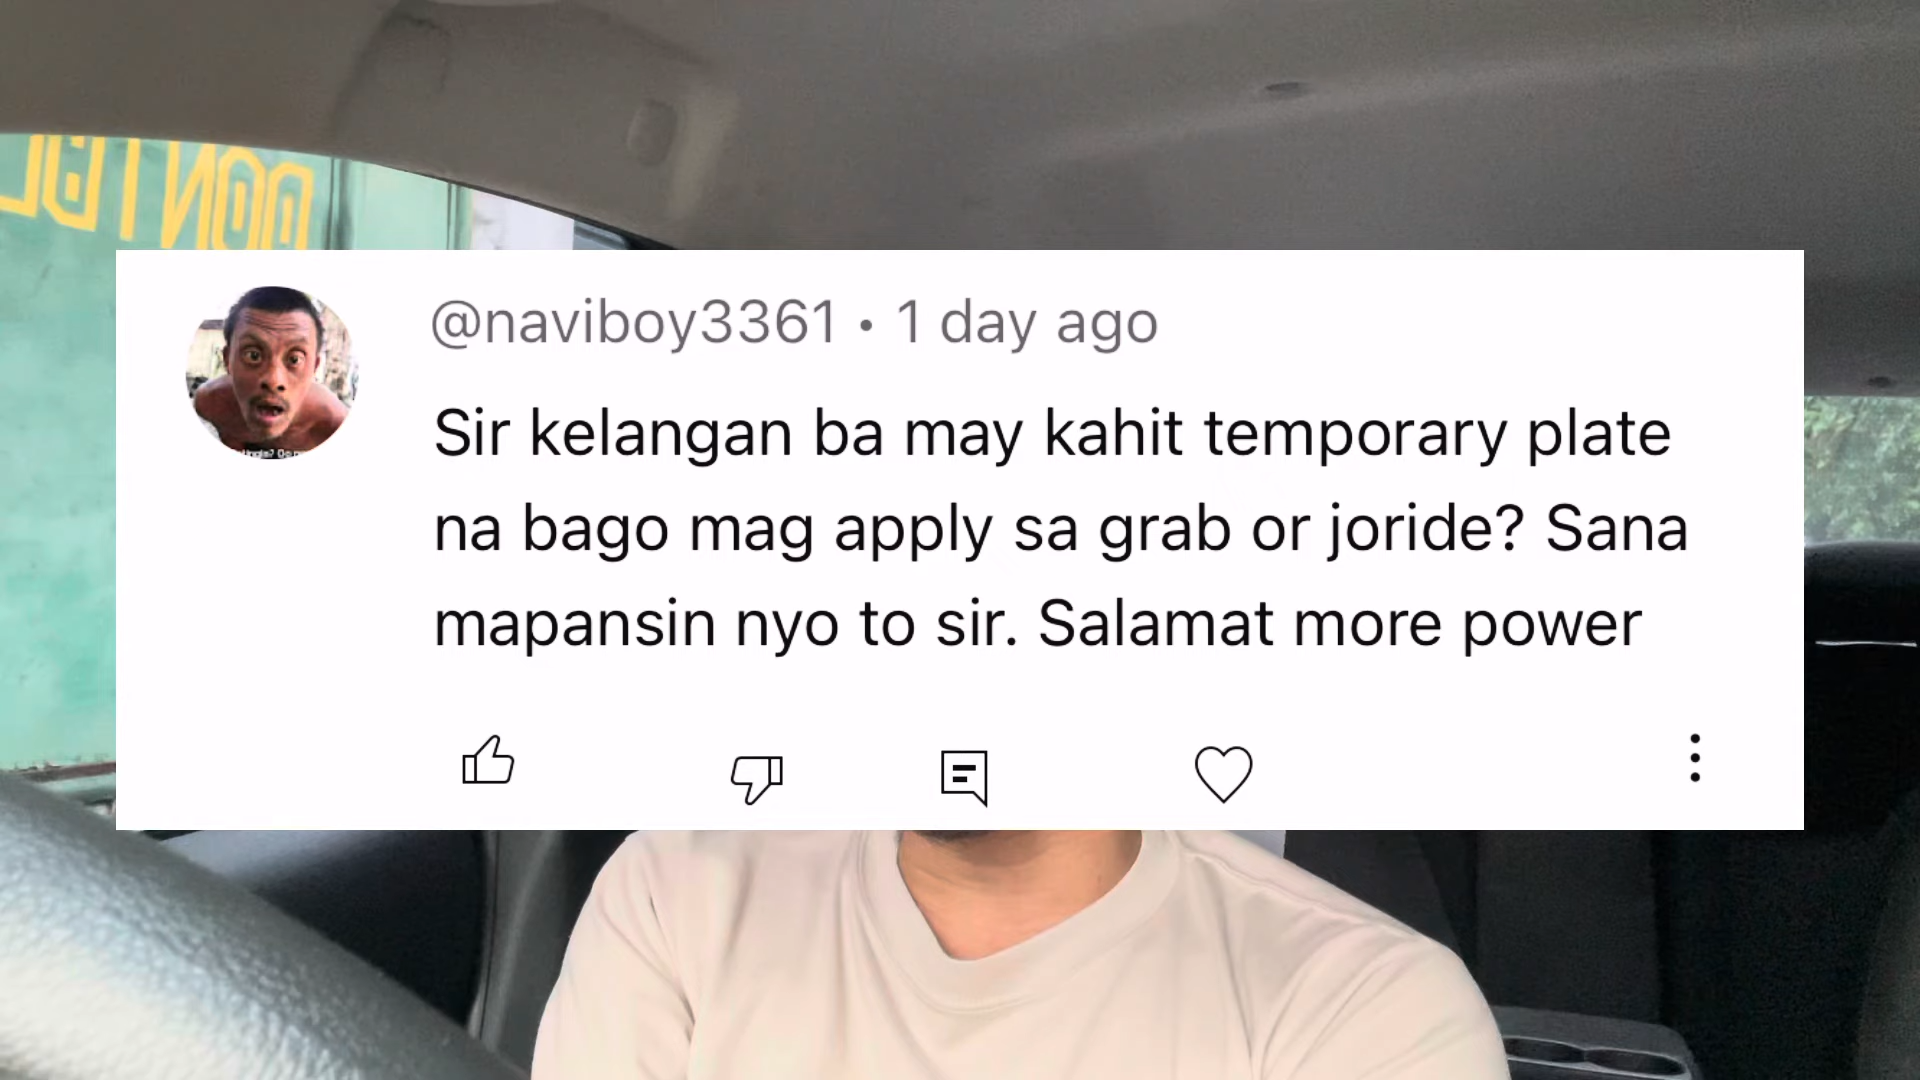 @naviboy3361 • 1 day ago
Sir kelangan ba may kahit temporary plate
na bago mag apply sa grab or joride? Sana
mapansin nyo to sir. Salamat more power